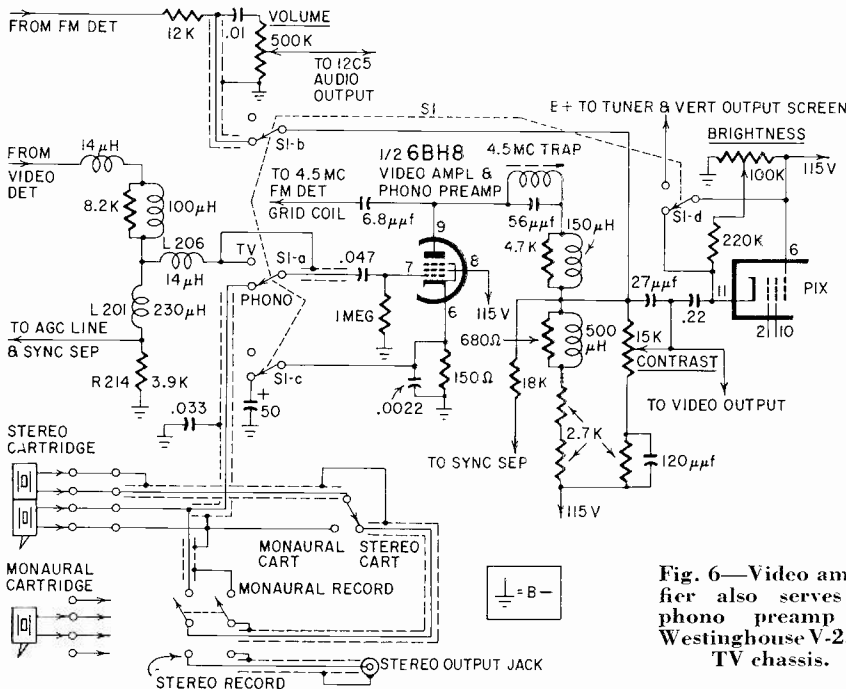 FROM FM DET
12K
.01
VOLUME
500K
TO 12C5
AUDIO
OUTPUT
S1
E+ TO TUNER & VERT OUTPUT SCREEN
14μH
FROM
VIDEO
DET
S1-b
1/2 6BH8
VIDEO AMPL &
PHONO PREAMP
4.5MC TRAP
BRIGHTNESS
100K
115V
TO 4.5 MC
FM DET
GRID COIL
6.8μμf
56μμf
150μH
S1-d
8.2K
100μH
9
4.7K
220K
6
L 206
TV
14μH
S1-a
.047
7
8
27μμf
11
PIX
PHONO
115V
.22
2
10
L201
230μH
1MEG
6
680Ω
500
μH
15K
CONTRAST
TO AGC LINE
& SYNC SEP
S1-c
150Ω
18K
TO VIDEO OUTPUT
R214
3.9K
+
50
.0022
2.7K
.033
TO SYNC SEP
120μμf
STEREO
CARTRIDGE
115V
MONAURAL
CART
STEREO
CART
MONAURAL
CARTRIDGE
MONAURAL RECORD
= B-
STEREO OUTPUT JACK
STEREO RECORD
Fig. 6—Video am
fier also serves
phono preamp
Westinghouse V-2
TV chassis.